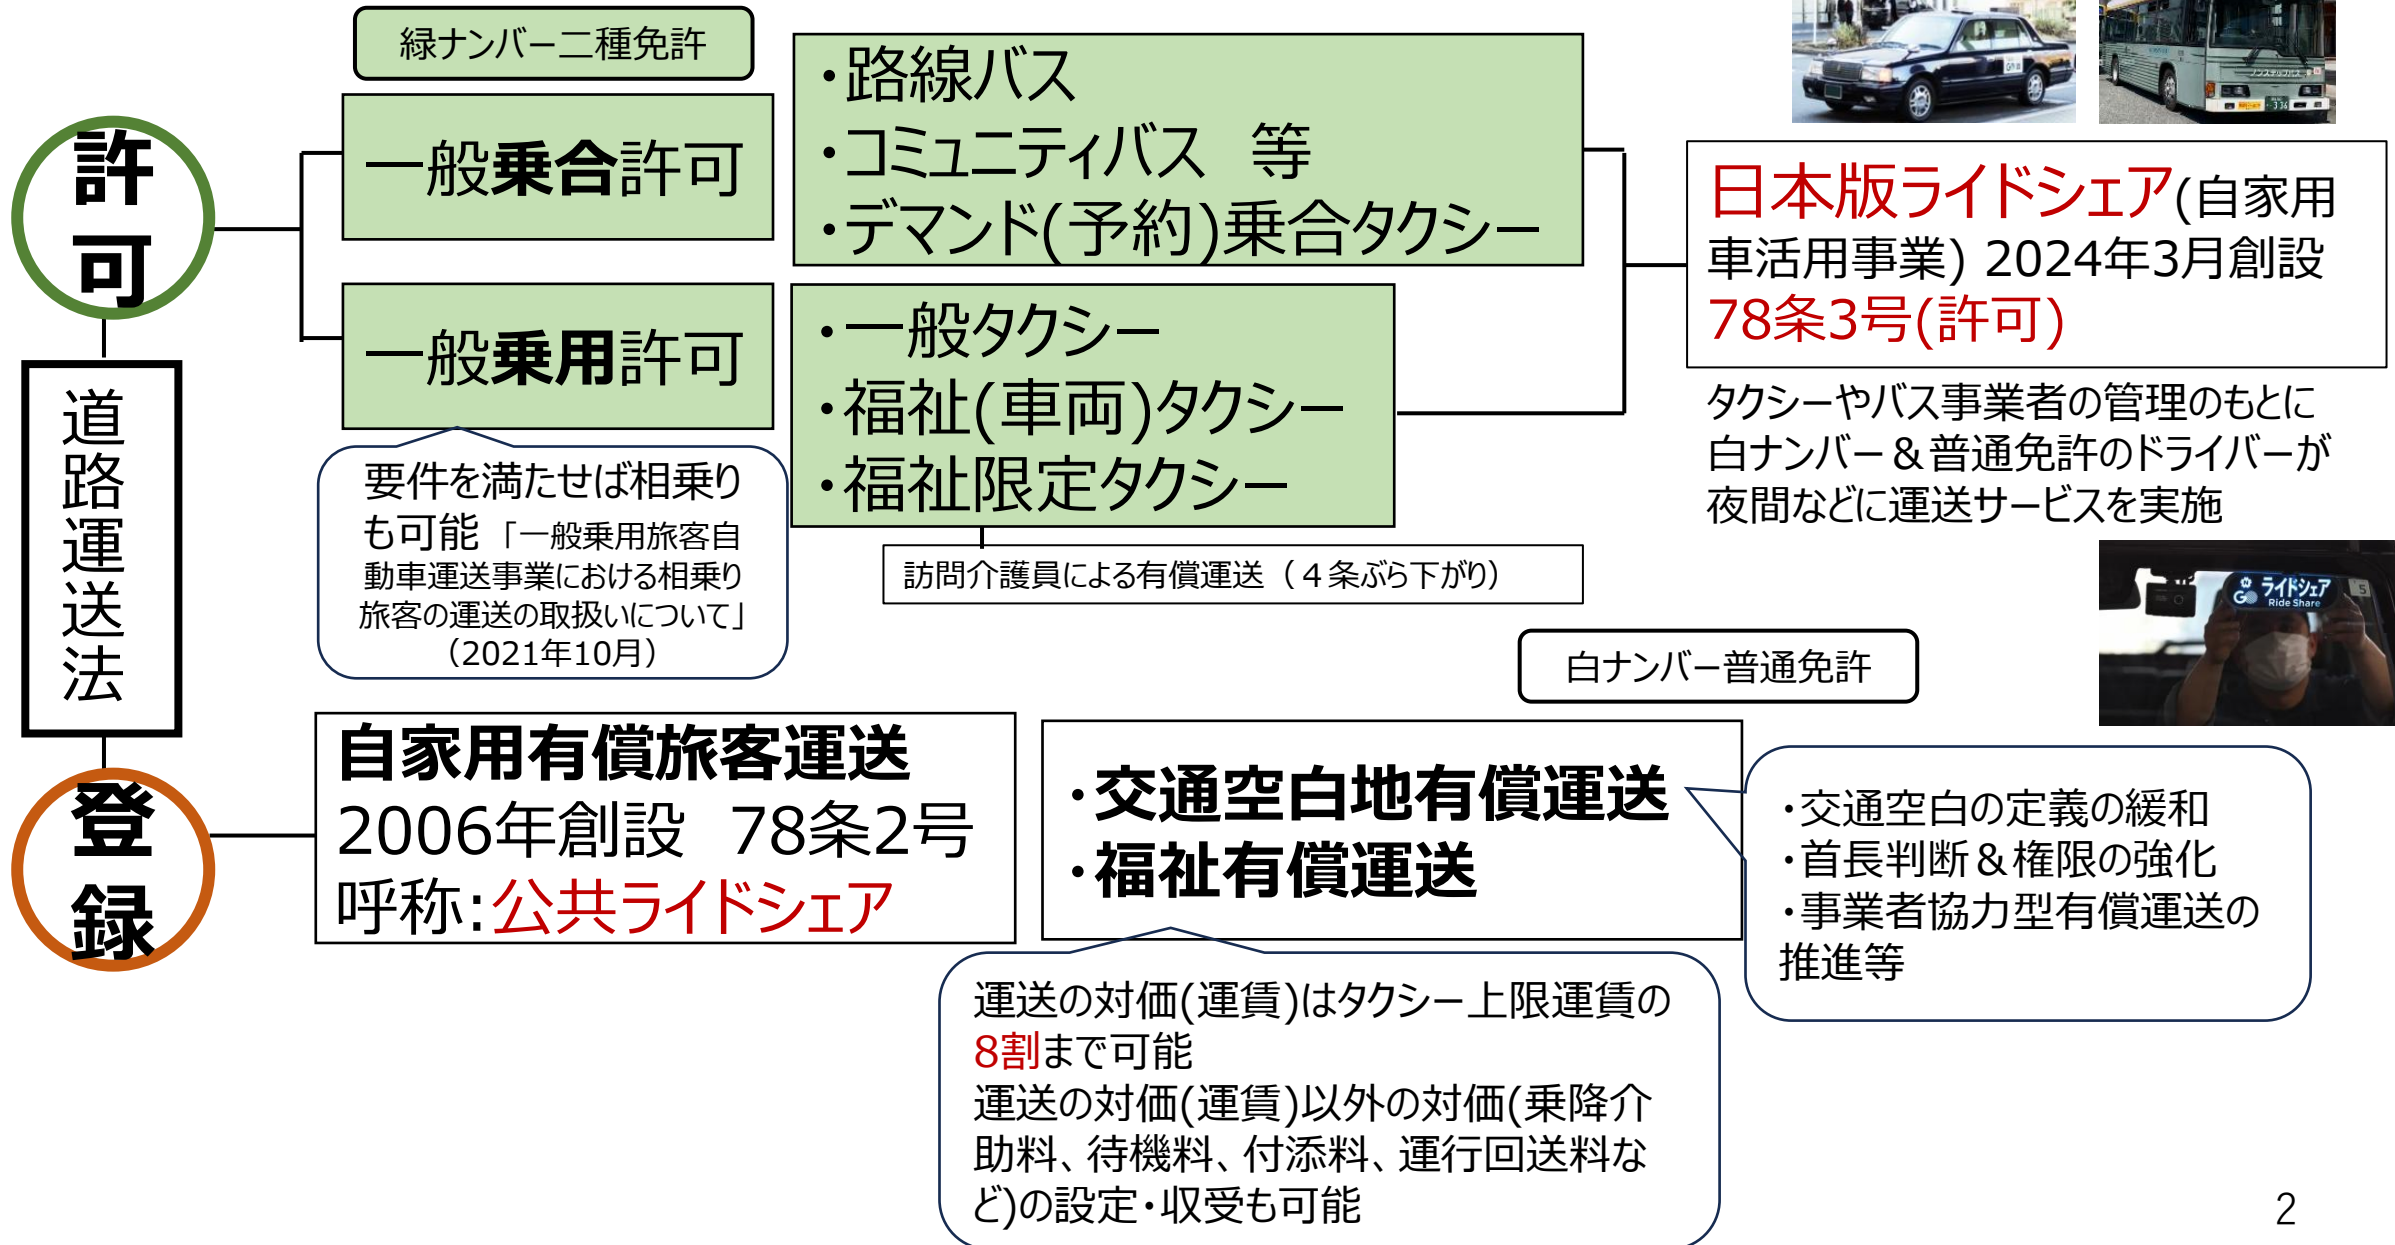 緑ナンバー二種免許
許可
一般乗合許可
・路線バス
・コミュニティバス　等
・デマンド(予約)乗合タクシー
一般乗用許可
・一般タクシー
・福祉(車両)タクシー
・福祉限定タクシー
日本版ライドシェア(自家用
車活用事業) 2024年3月創設
78条3号(許可)
タクシーやバス事業者の管理のもとに
白ナンバー＆普通免許のドライバーが
夜間などに運送サービスを実施
道路運送法
要件を満たせば相乗り
も可能「一般乗用旅客自
動車運送事業における相乗り
旅客の運送の取扱いについて」
（2021年10月）
訪問介護員による有償運送（４条ぶら下がり）
GO ライドシェア
Ride Share
5
白ナンバー普通免許
登録
自家用有償旅客運送
2006年創設　78条2号
呼称:公共ライドシェア
・交通空白地有償運送
・福祉有償運送
・交通空白の定義の緩和
・首長判断＆権限の強化
・事業者協力型有償運送の
推進等
運送の対価(運賃)はタクシー上限運賃の
8割まで可能
運送の対価(運賃)以外の対価(乗降介
助料、待機料、付添料、運行回送料な
ど)の設定・収受も可能
2